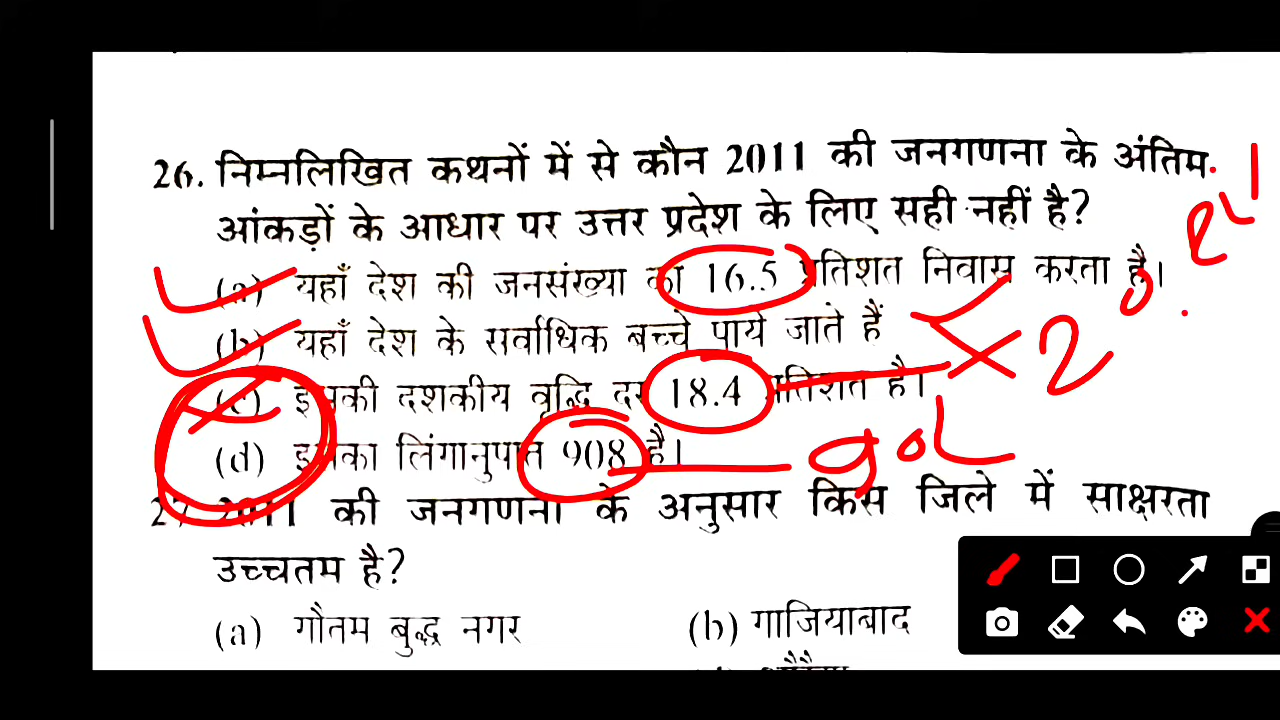 26. निम्नलिखित कथनों में से कौन 2011 की जनगणना के अंतिम
आंकड़ों के आधार पर उत्तर प्रदेश के लिए सही नहीं है?
(a) यहाँ देश की जनसंख्या का 16.5 प्रतिशत निवास करता है।
(b) यहाँ देश के सर्वाधिक बच्चे पाये जाते हैं
(c) इसकी दशकीय वृद्धि दर 18.4 प्रतिशत है।
(d) इसका लिंगानुपात 908 है।
27. 2011 की जनगणना के अनुसार किस जिले में साक्षरता
उच्चतम है?
(a) गौतम बुद्ध नगर (b) गाजियाबाद